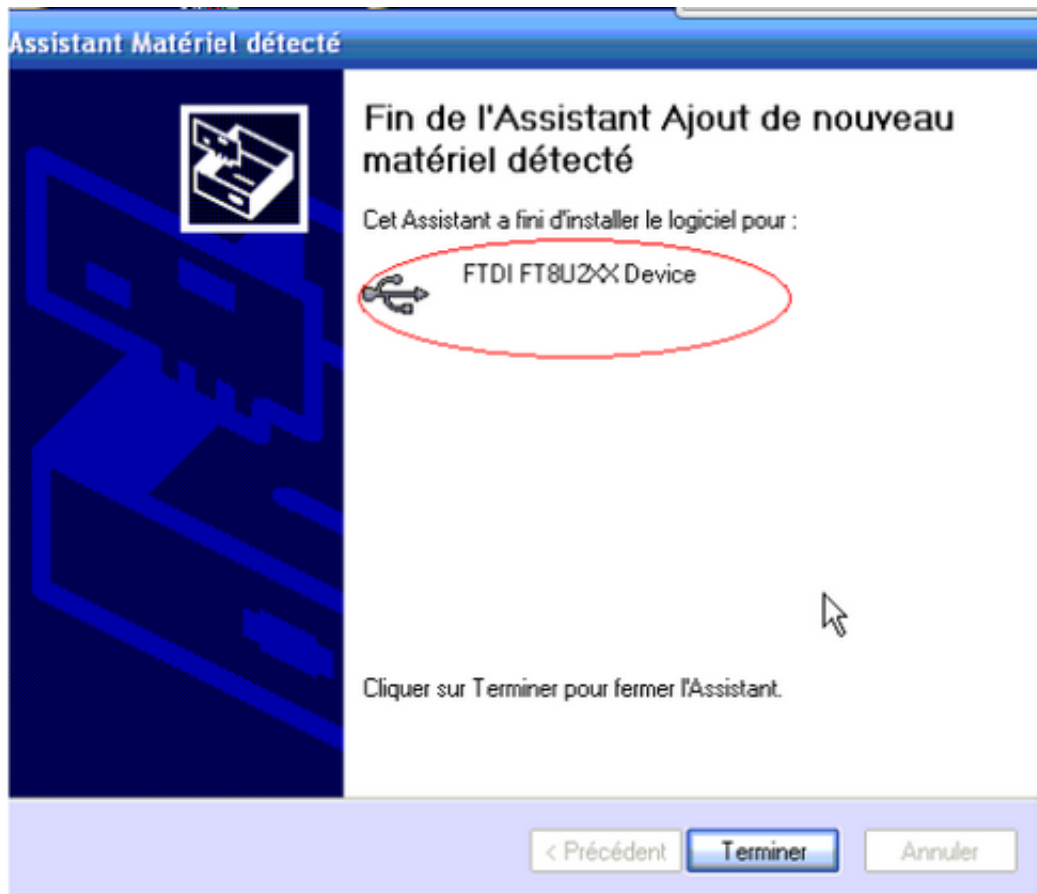 Assistant Matériel détecté
Fin de l'Assistant Ajout de nouveau
matériel détecté
Cet Assistant a fini d'installer le logiciel pour :
FTDI FT8U2XX Device
Cliquer sur Terminer pour fermer l'Assistant.
< Précédent
Terminer
Annuler